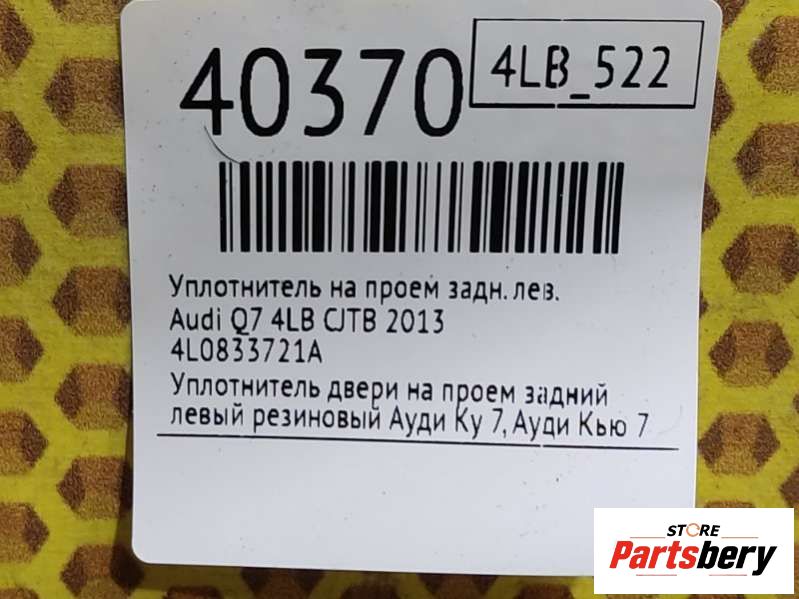 40370
4LB_522
Уплотнитель на проем задн. лев.
Audi Q7 4LB CJTB 2013
4L0833721A
Уплотнитель двери на проем задний
левый резиновый Ауди Ку 7, Ауди Кью 7
STORE
Partsbery